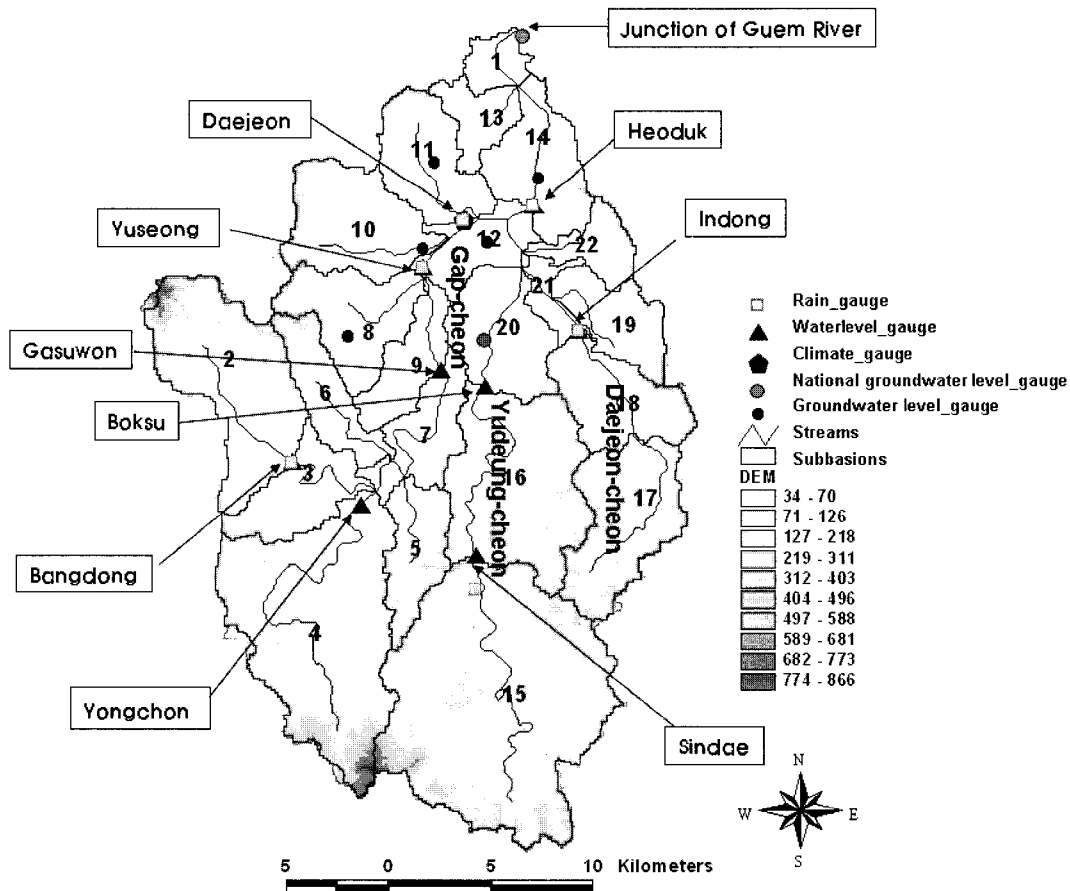 Junction of Guem River
1
Daejeon
13
14
Heoduk
11
Indong
Yuseong
10
12
22
Gap-cheon
21
Rain_gauge
Waterlevel_gauge
Climate_gauge
National groundwater level_gauge
Groundwater level_gauge
Streams
Subbasions
Gasuwon
2
8
20
19
9
6
Boksu
7
Yudeung-cheon
Daejeon-cheon
18
3
16
17
DEM
34 - 70
71 - 126
127 - 218
219 - 311
312 - 403
404 - 496
497 - 588
589 - 681
682 - 773
774 - 866
Bangdong
5
4
15
Yongchon
Sindae
N
W
E
S
5
0
5
10
Kilometers